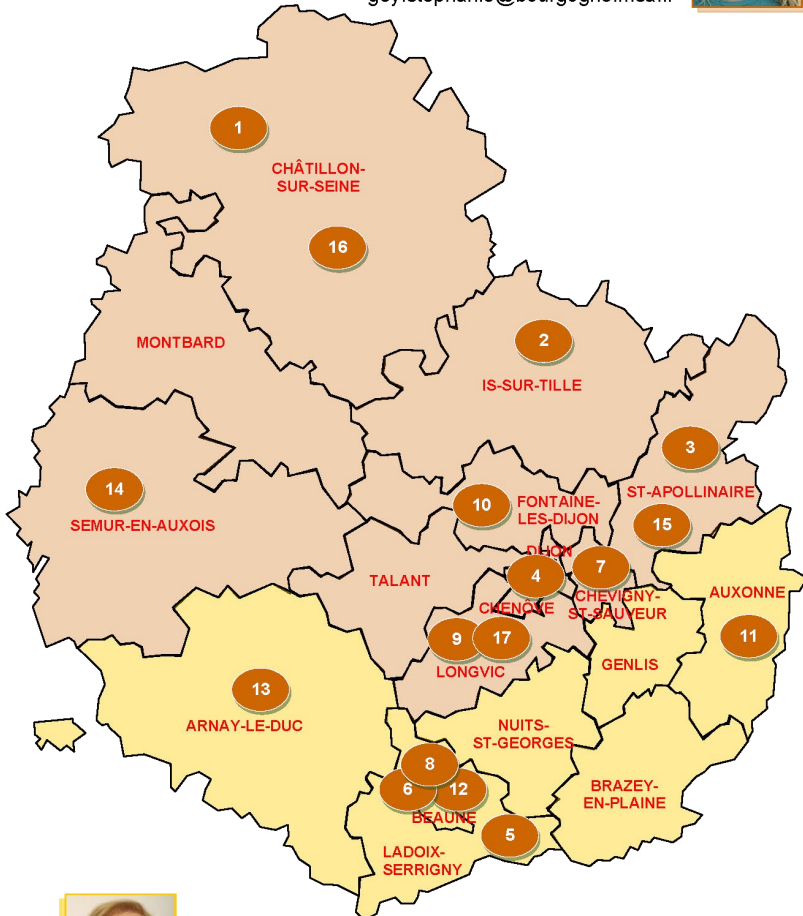 1
CHÂTILLON-
SUR-SEINE
16
MONTBARD
2
IS-SUR-TILLE
3
14
SEMUR-EN-AUXOIS
10
FONTAINE-
LES-DIJON
ST-APOLLINAIRE
15
DIJON
TALANT
4
7
CHENÔVE
CHEVIGNY-
ST-SAUVEUR
AUXONNE
11
9
17
LONGVIC
GENLIS
13
ARNAY-LE-DUC
NUITS-
ST-GEORGES
8
6
12
BEAUNE
BRAZEY-
EN-PLAINE
5
LADOIX-
SERRIGNY